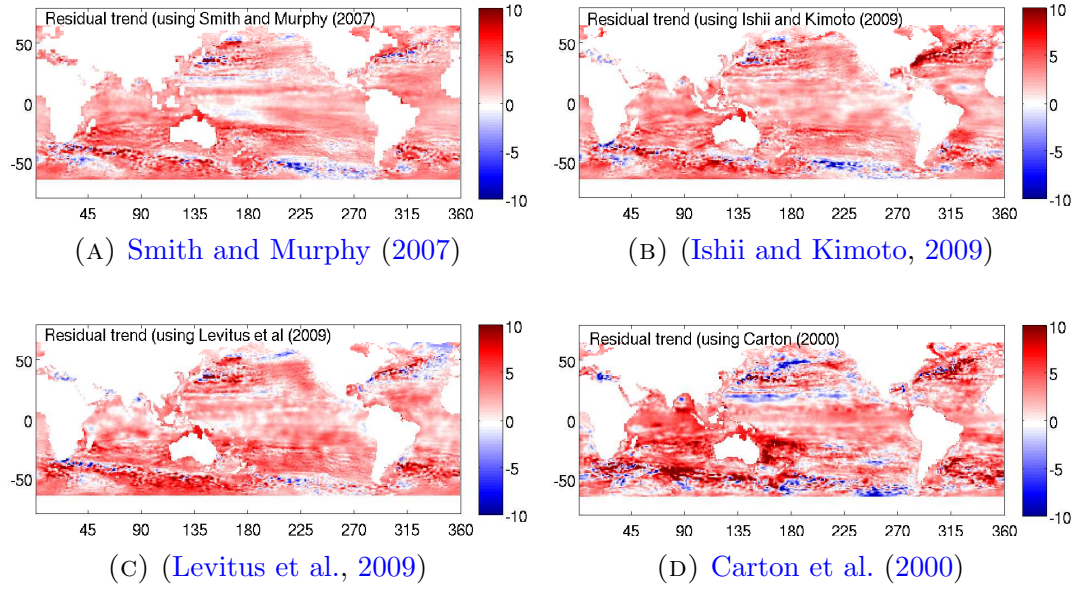 Residual trend (using Smith and Murphy (2007)
10
5
0
-5
-10
50
0
-50
45 90 135 180 225 270 315 360
(A) Smith and Murphy (2007)
Residual trend (using Ishii and Kimoto (2009)
10
5
0
-5
-10
50
0
-50
45 90 135 180 225 270 315 360
(B) (Ishii and Kimoto, 2009)
Residual trend (using Levitus et al (2009)
10
5
0
-5
-10
50
0
-50
45 90 135 180 225 270 315 360
(C) (Levitus et al., 2009)
Residual trend (using Carton (2000)
10
5
0
-5
-10
50
0
-50
45 90 135 180 225 270 315 360
(D) Carton et al. (2000)